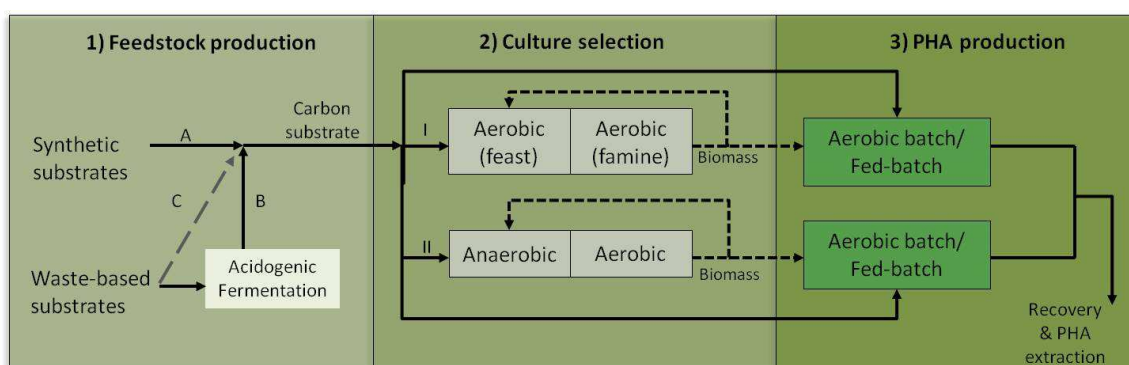 1) Feedstock production
2) Culture selection
3) PHA production
Synthetic
substrates
A
Carbon
substrate
C
B
Waste-based
substrates
Acidogenic
Fermentation
I
Aerobic
(feast)
Aerobic
(famine)
Biomass
II
Anaerobic
Aerobic
Biomass
Aerobic batch/
Fed-batch
Aerobic batch/
Fed-batch
Recovery
& PHA
extraction